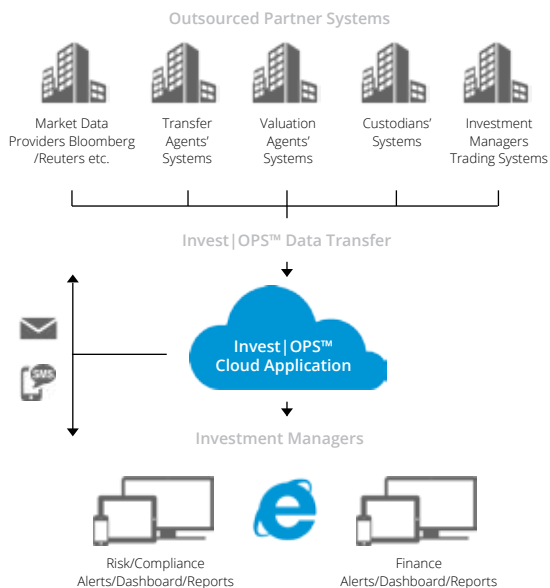 Outsourced Partner Systems
Market Data
Providers Bloomberg
/Reuters etc.
Transfer
Agents’
Systems
Valuation
Agents’
Systems
Custodians’
Systems
Investment
Managers
Trading Systems
Invest|OPS™ Data Transfer
Invest|OPS™
Cloud Application
SMS
Investment Managers
Risk/Compliance
Alerts/Dashboard/Reports
Finance
Alerts/Dashboard/Reports